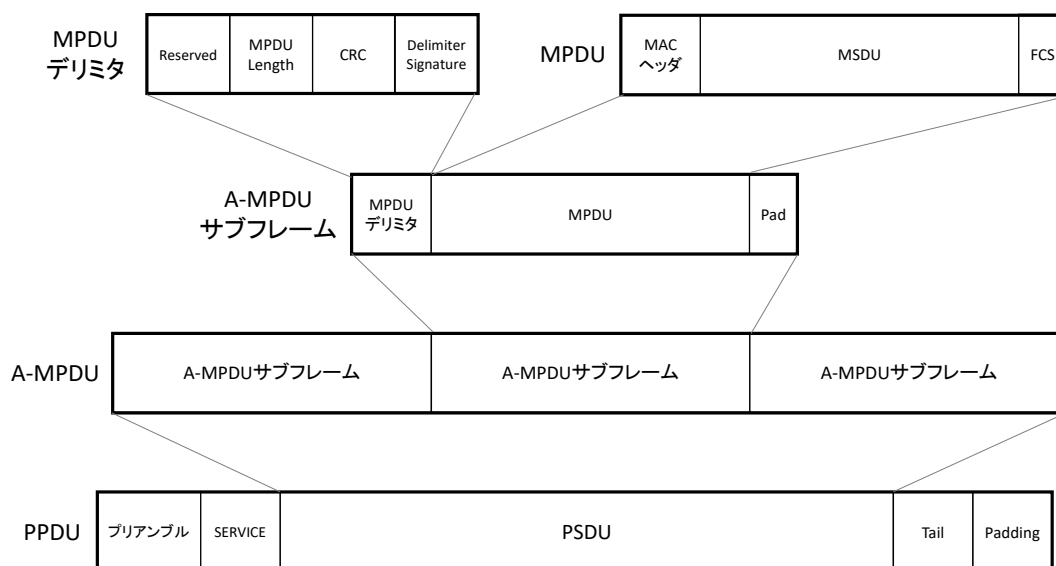 MPDU
デリミタ
Reserved
MPDU
Length
CRC
Delimiter
Signature
MPDU
MAC
ヘッダ
MSDU
FCS
A-MPDU
サブフレーム
MPDU
デリミタ
MPDU
Pad
A-MPDU
A-MPDUサブフレーム
A-MPDUサブフレーム
A-MPDUサブフレーム
PPDU
プリアンブル
SERVICE
PSDU
Tail
Padding